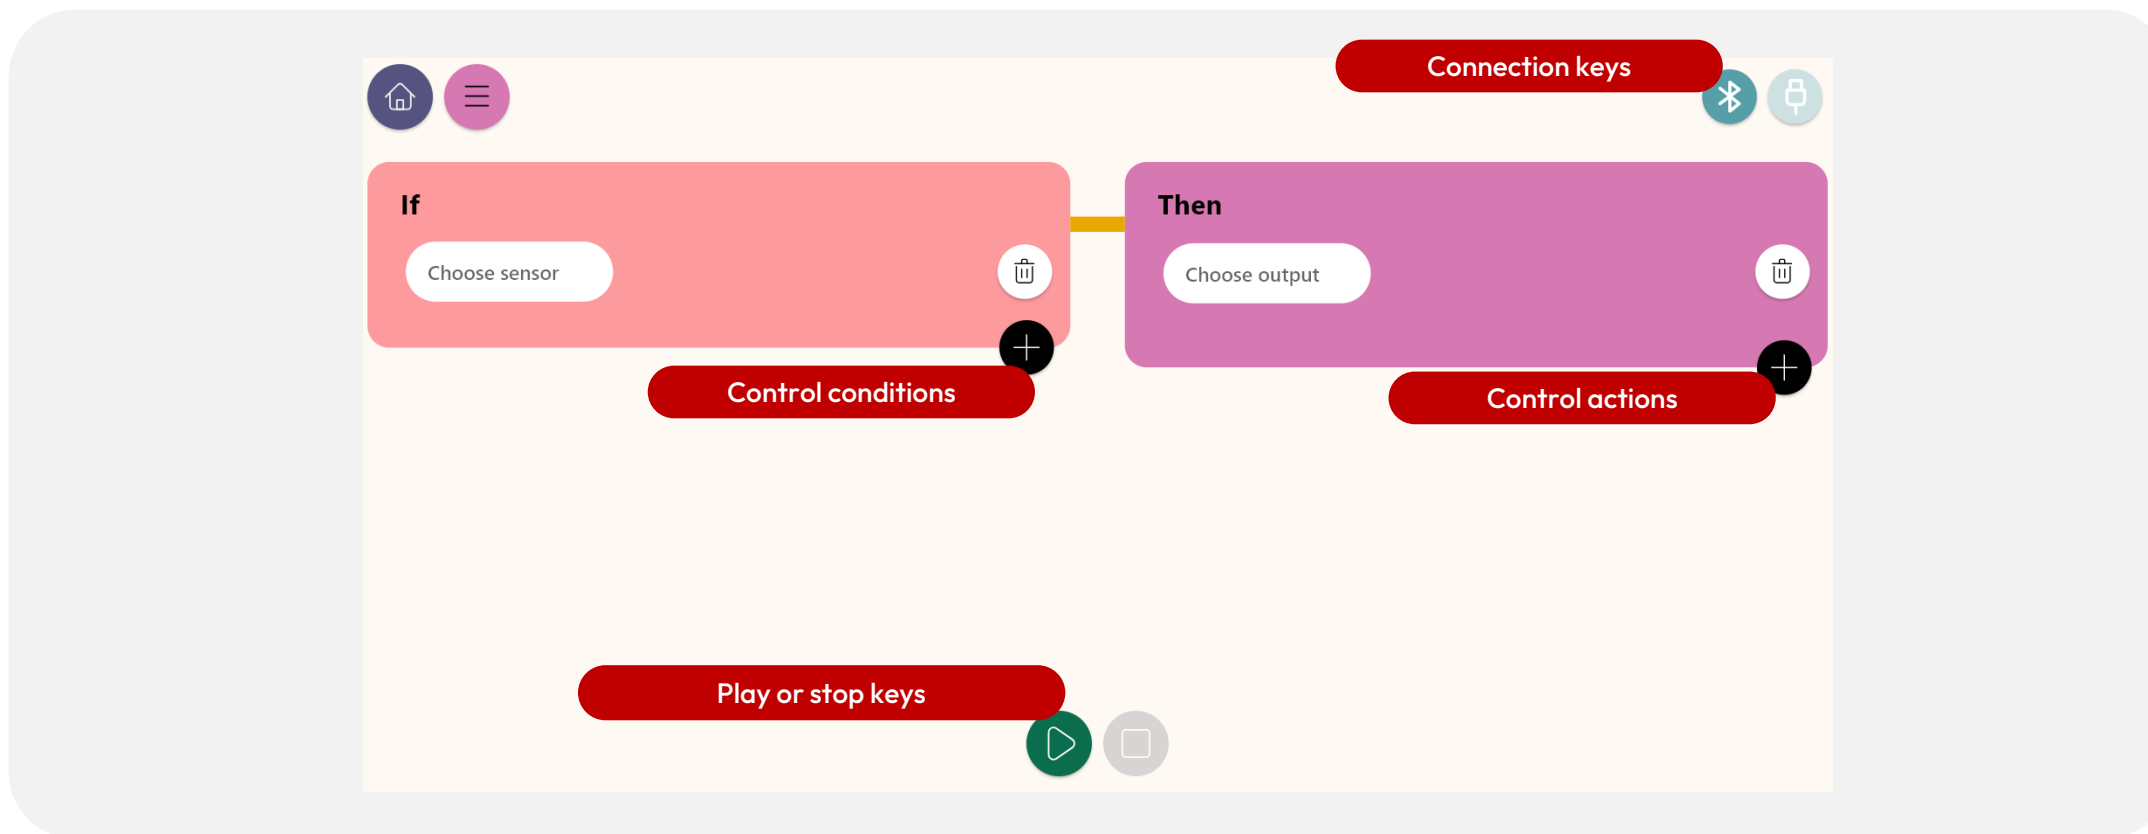 Connection keys
If
Then
Choose sensor
Choose output
Control conditions
Control actions
Play or stop keys